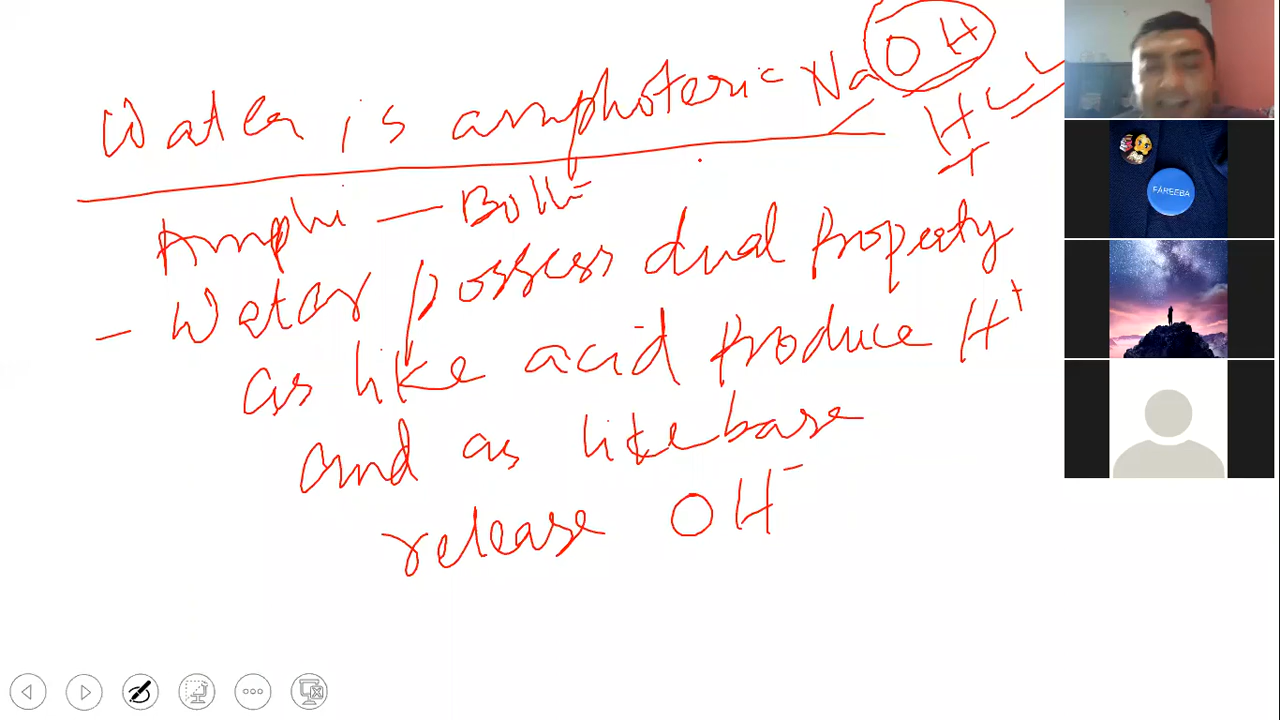 Water is amphoteric NaOH
HCl
H+
Amphi — Both
- Water possess dual property
as like acid produce H+
and as like base
release OH-
FAREEBA